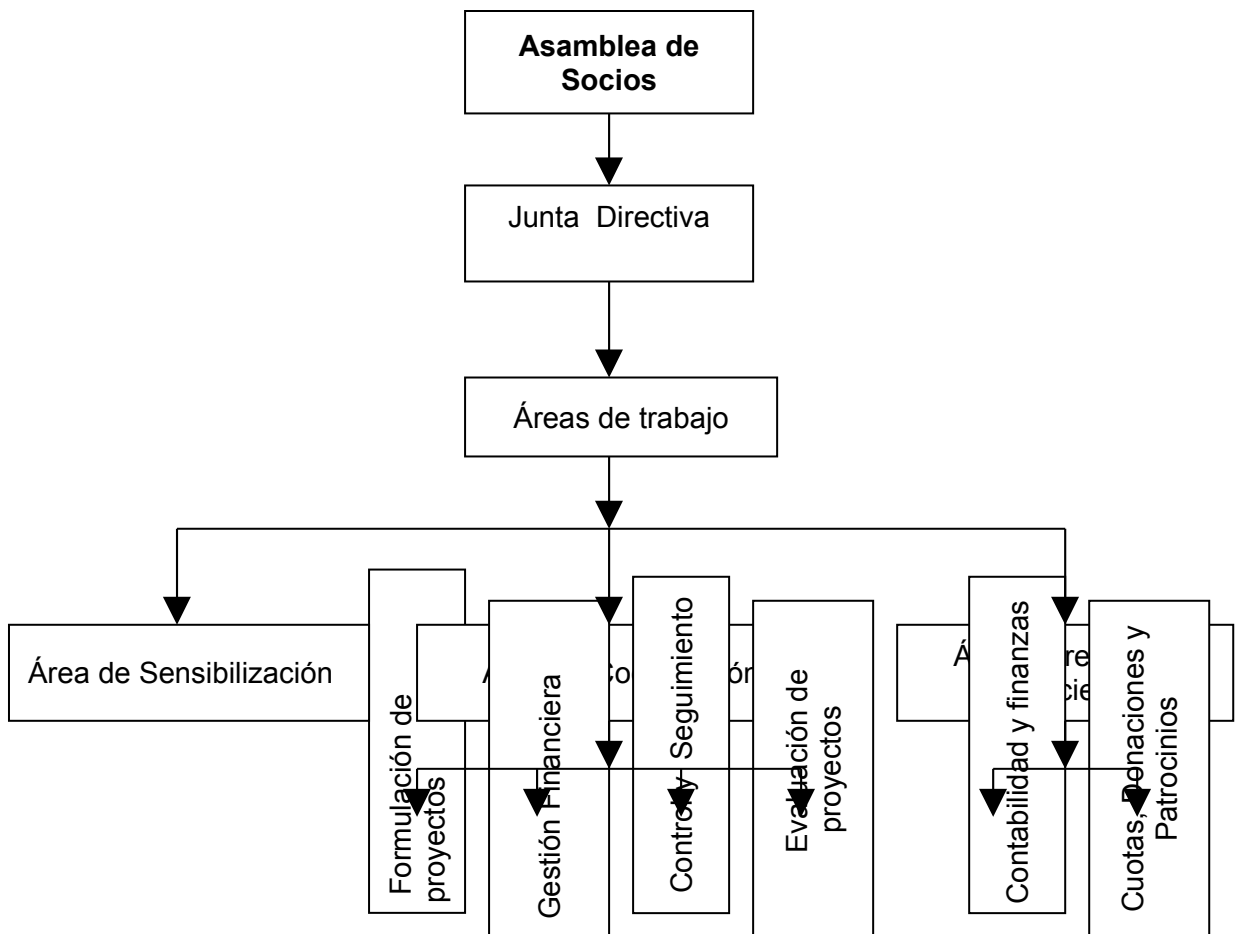 Asamblea de
Socios
Junta Directiva
Áreas de trabajo
Área de Sensibilización
Formulación de
proyectos
Gestión Financiera
Control y Seguimiento
Evaluación de
proyectos
Contabilidad y finanzas
Cuotas, Donaciones y
Patrocinios